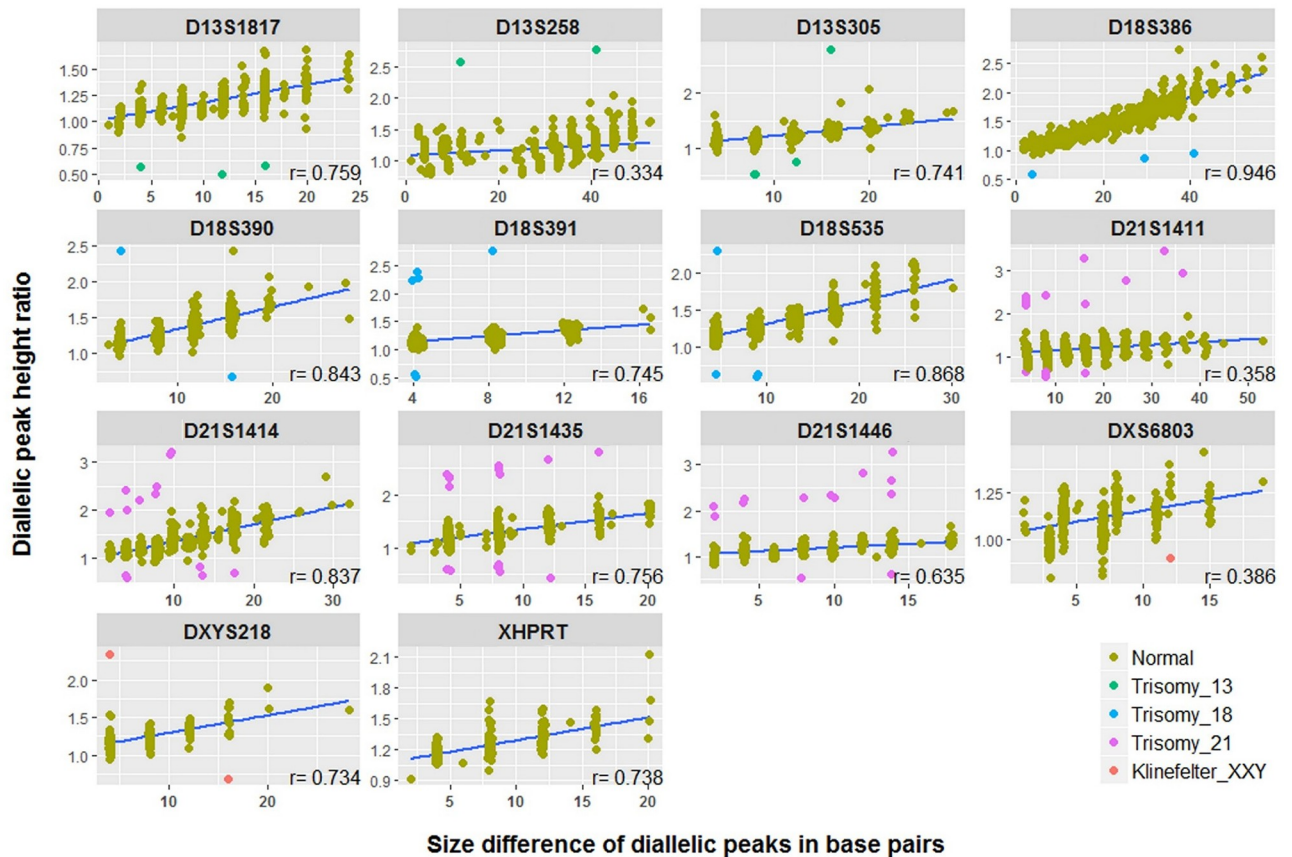 D13S1817
D13S258
D13S305
D18S386
1.50
1.25
1.00
0.75
0.50
r= 0.759
0 5 10 15 20 25
2.5
2.0
1.5
1.0
r= 0.334
0 20 40
2
1
r= 0.741
10 20 30
2.5
2.0
1.5
1.0
0.5
r= 0.946
0 20 40
D18S390
D18S391
D18S535
D21S1411
2.5
2.0
1.5
1.0
r= 0.843
10 20
2.5
2.0
1.5
1.0
0.5
r= 0.745
4 8 12 16
2.0
1.5
1.0
r= 0.868
10 20 30
3
2
1
r= 0.358
0 10 20 30 40 50
D21S1414
D21S1435
D21S1446
DXS6803
3
2
1
r= 0.837
10 20 30
3
2
1
r= 0.756
5 10 15 20
3
2
1
r= 0.635
5 10 15
1.25
1.00
r= 0.386
5 10 15
DXYS218
XHPRT
2.0
1.5
1.0
r= 0.734
10 20
2.1
1.8
1.5
1.2
0.9
r= 0.738
5 10 15 20
Normal
Trisomy_13
Trisomy_18
Trisomy_21
Klinefelter_XXY
Diallelic peak height ratio
Size difference of diallelic peaks in base pairs